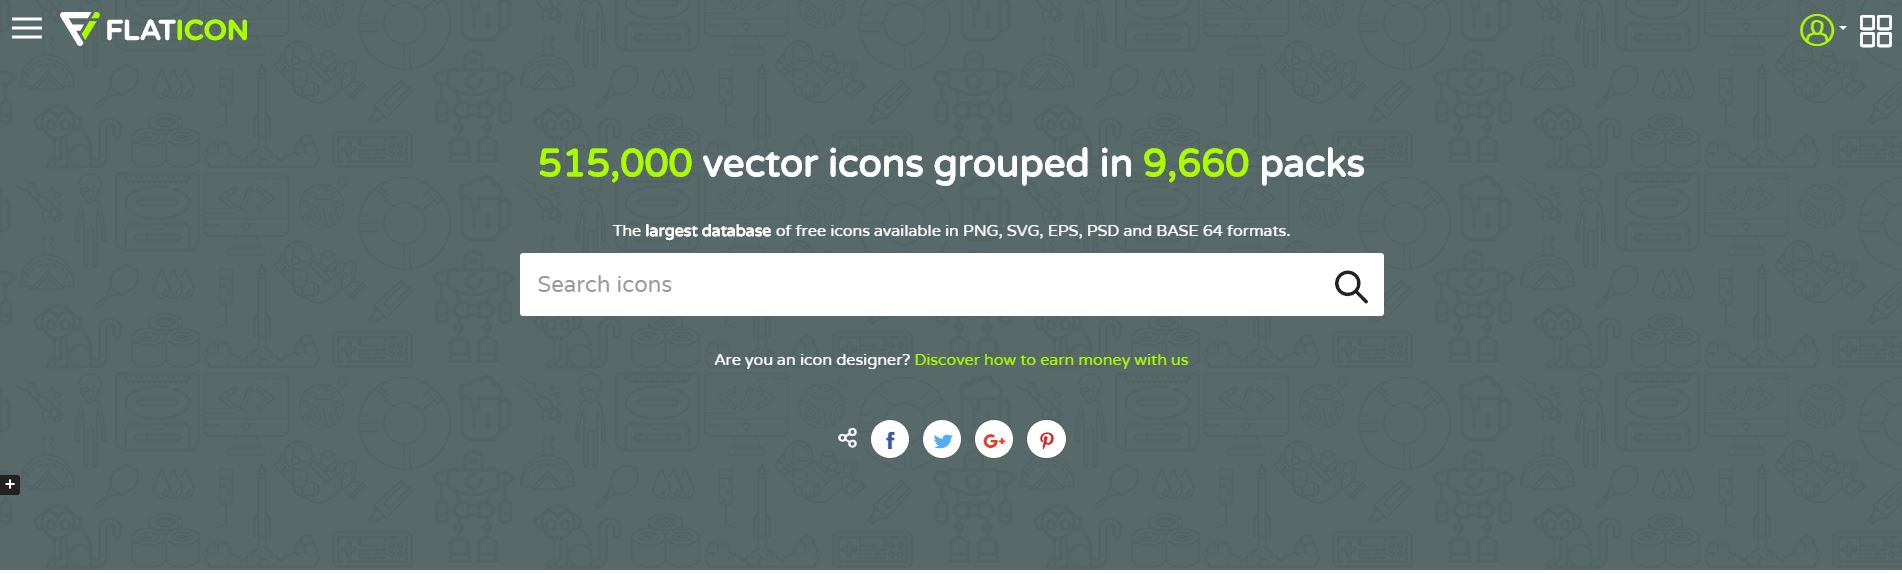 FLATICON
515,000 vector icons grouped in 9,660 packs
The largest database of free icons available in PNG, SVG, EPS, PSD and BASE 64 formats.
Search icons
Are you an icon designer? Discover how to earn money with us